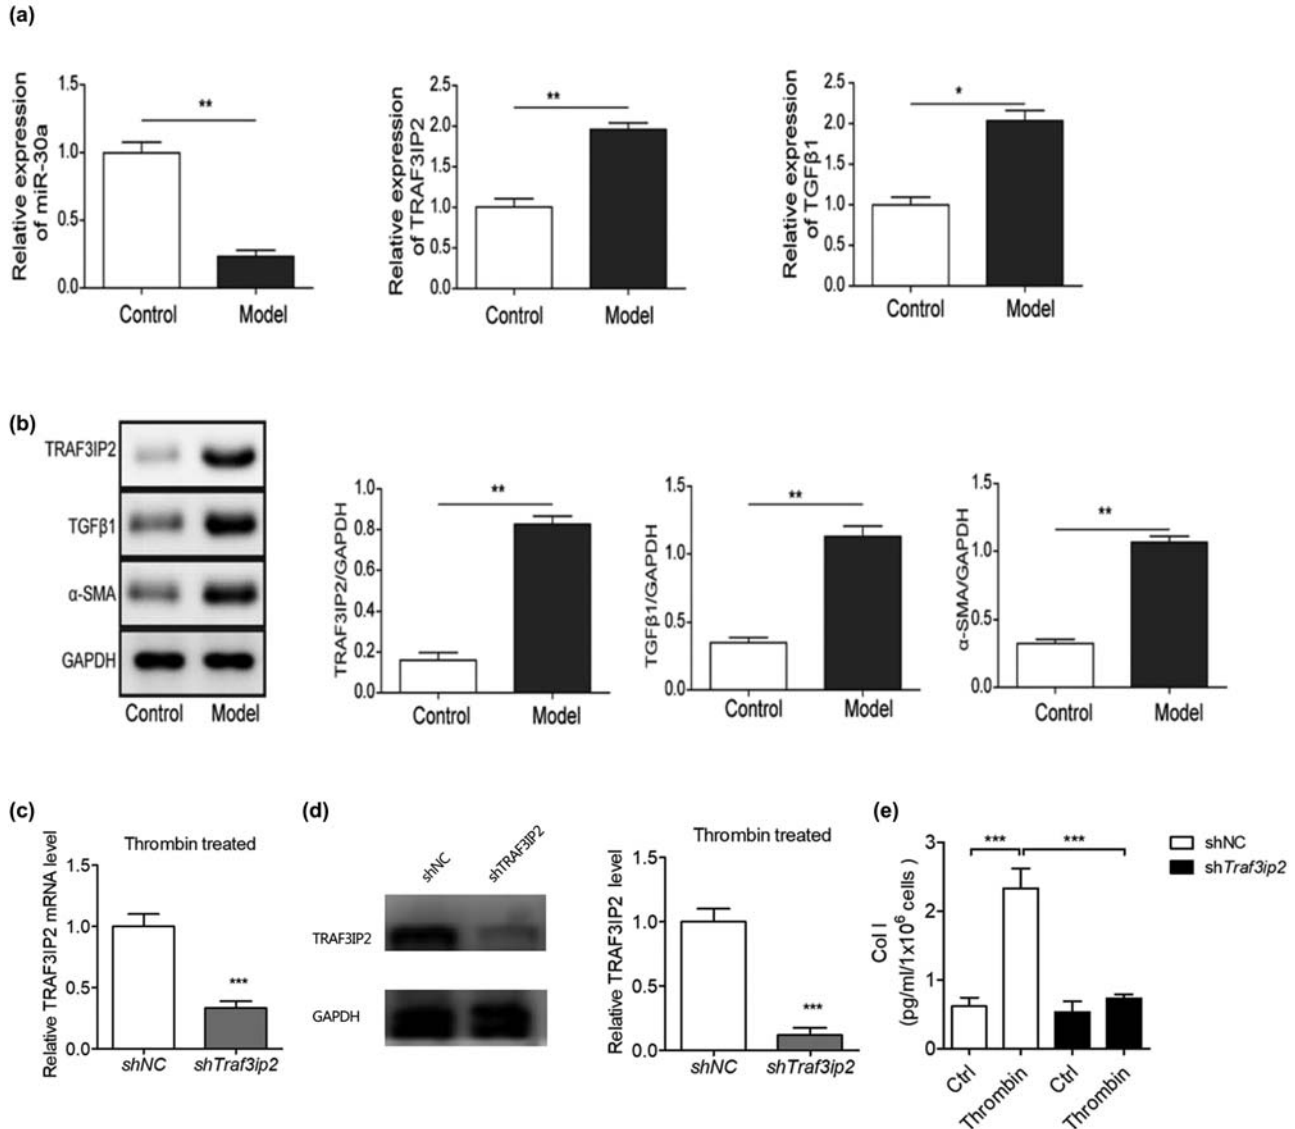 (a)
Relative expression
of miR-30a
1.5
1.0
0.5
0.0
**
Control
Model
Relative expression
of TRAF3IP2
2.5
2.0
1.5
1.0
0.5
0.0
**
Control
Model
Relative expression
of TGFβ1
2.5
2.0
1.5
1.0
0.5
0.0
*
Control
Model
(b)
TRAF3IP2
TGFβ1
α-SMA
GAPDH
Control
Model
TRAF3IP2/GAPDH
1.0
0.8
0.6
0.4
0.2
0.0
**
Control
Model
TGFβ1/GAPDH
1.5
1.0
0.5
0.0
**
Control
Model
α-SMA/GAPDH
1.5
1.0
0.5
0.0
**
Control
Model
(c)
Thrombin treated
Relative TRAF3IP2 mRNA level
1.5
1.0
0.5
0.0
***
shNC
shTraf3ip2
(d)
shNC
shTRAF3IP2
TRAF3IP2
GAPDH
Thrombin treated
Relative TRAF3IP2 level
1.5
1.0
0.5
0.0
***
shNC
shTraf3ip2
(e)
Col I
(pg/ml/1x10⁶ cells )
3
2
1
0
***
***
Ctrl
Thrombin
Ctrl
Thrombin
shNC
shTraf3ip2